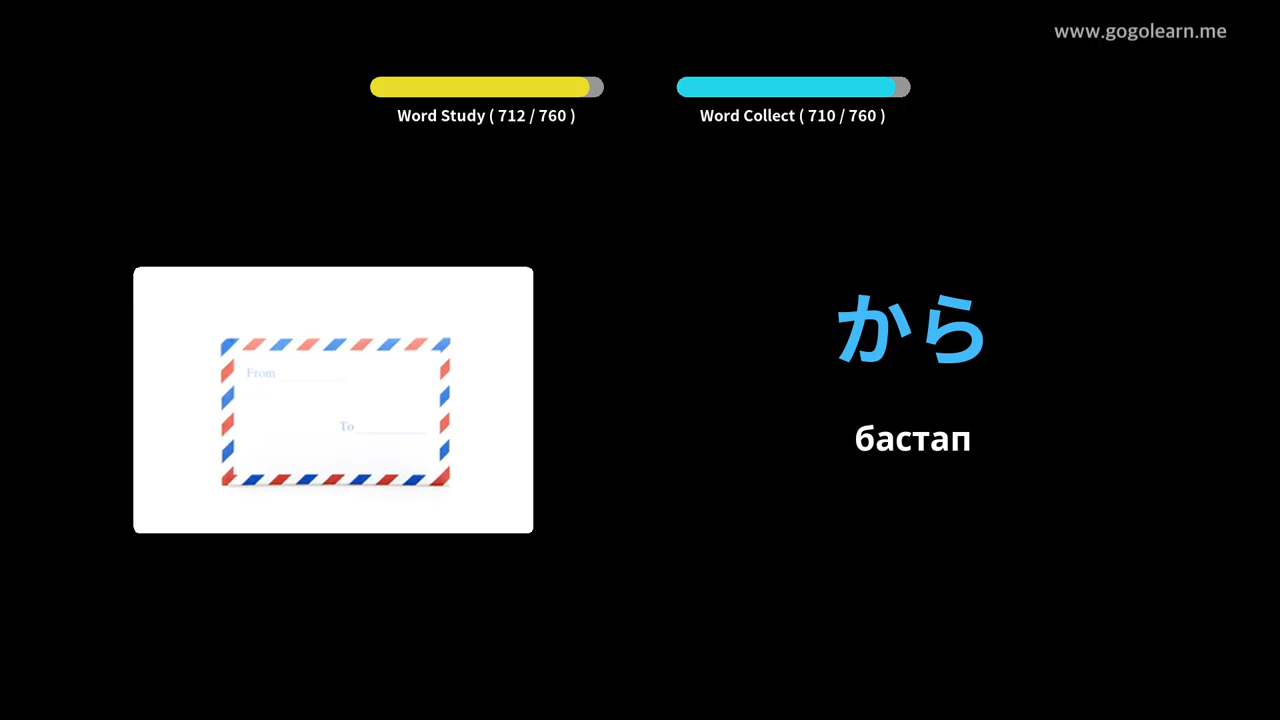 www.gogolearn.me
Word Study ( 712 / 760 )
Word Collect ( 710 / 760 )
From
To
から
бастап